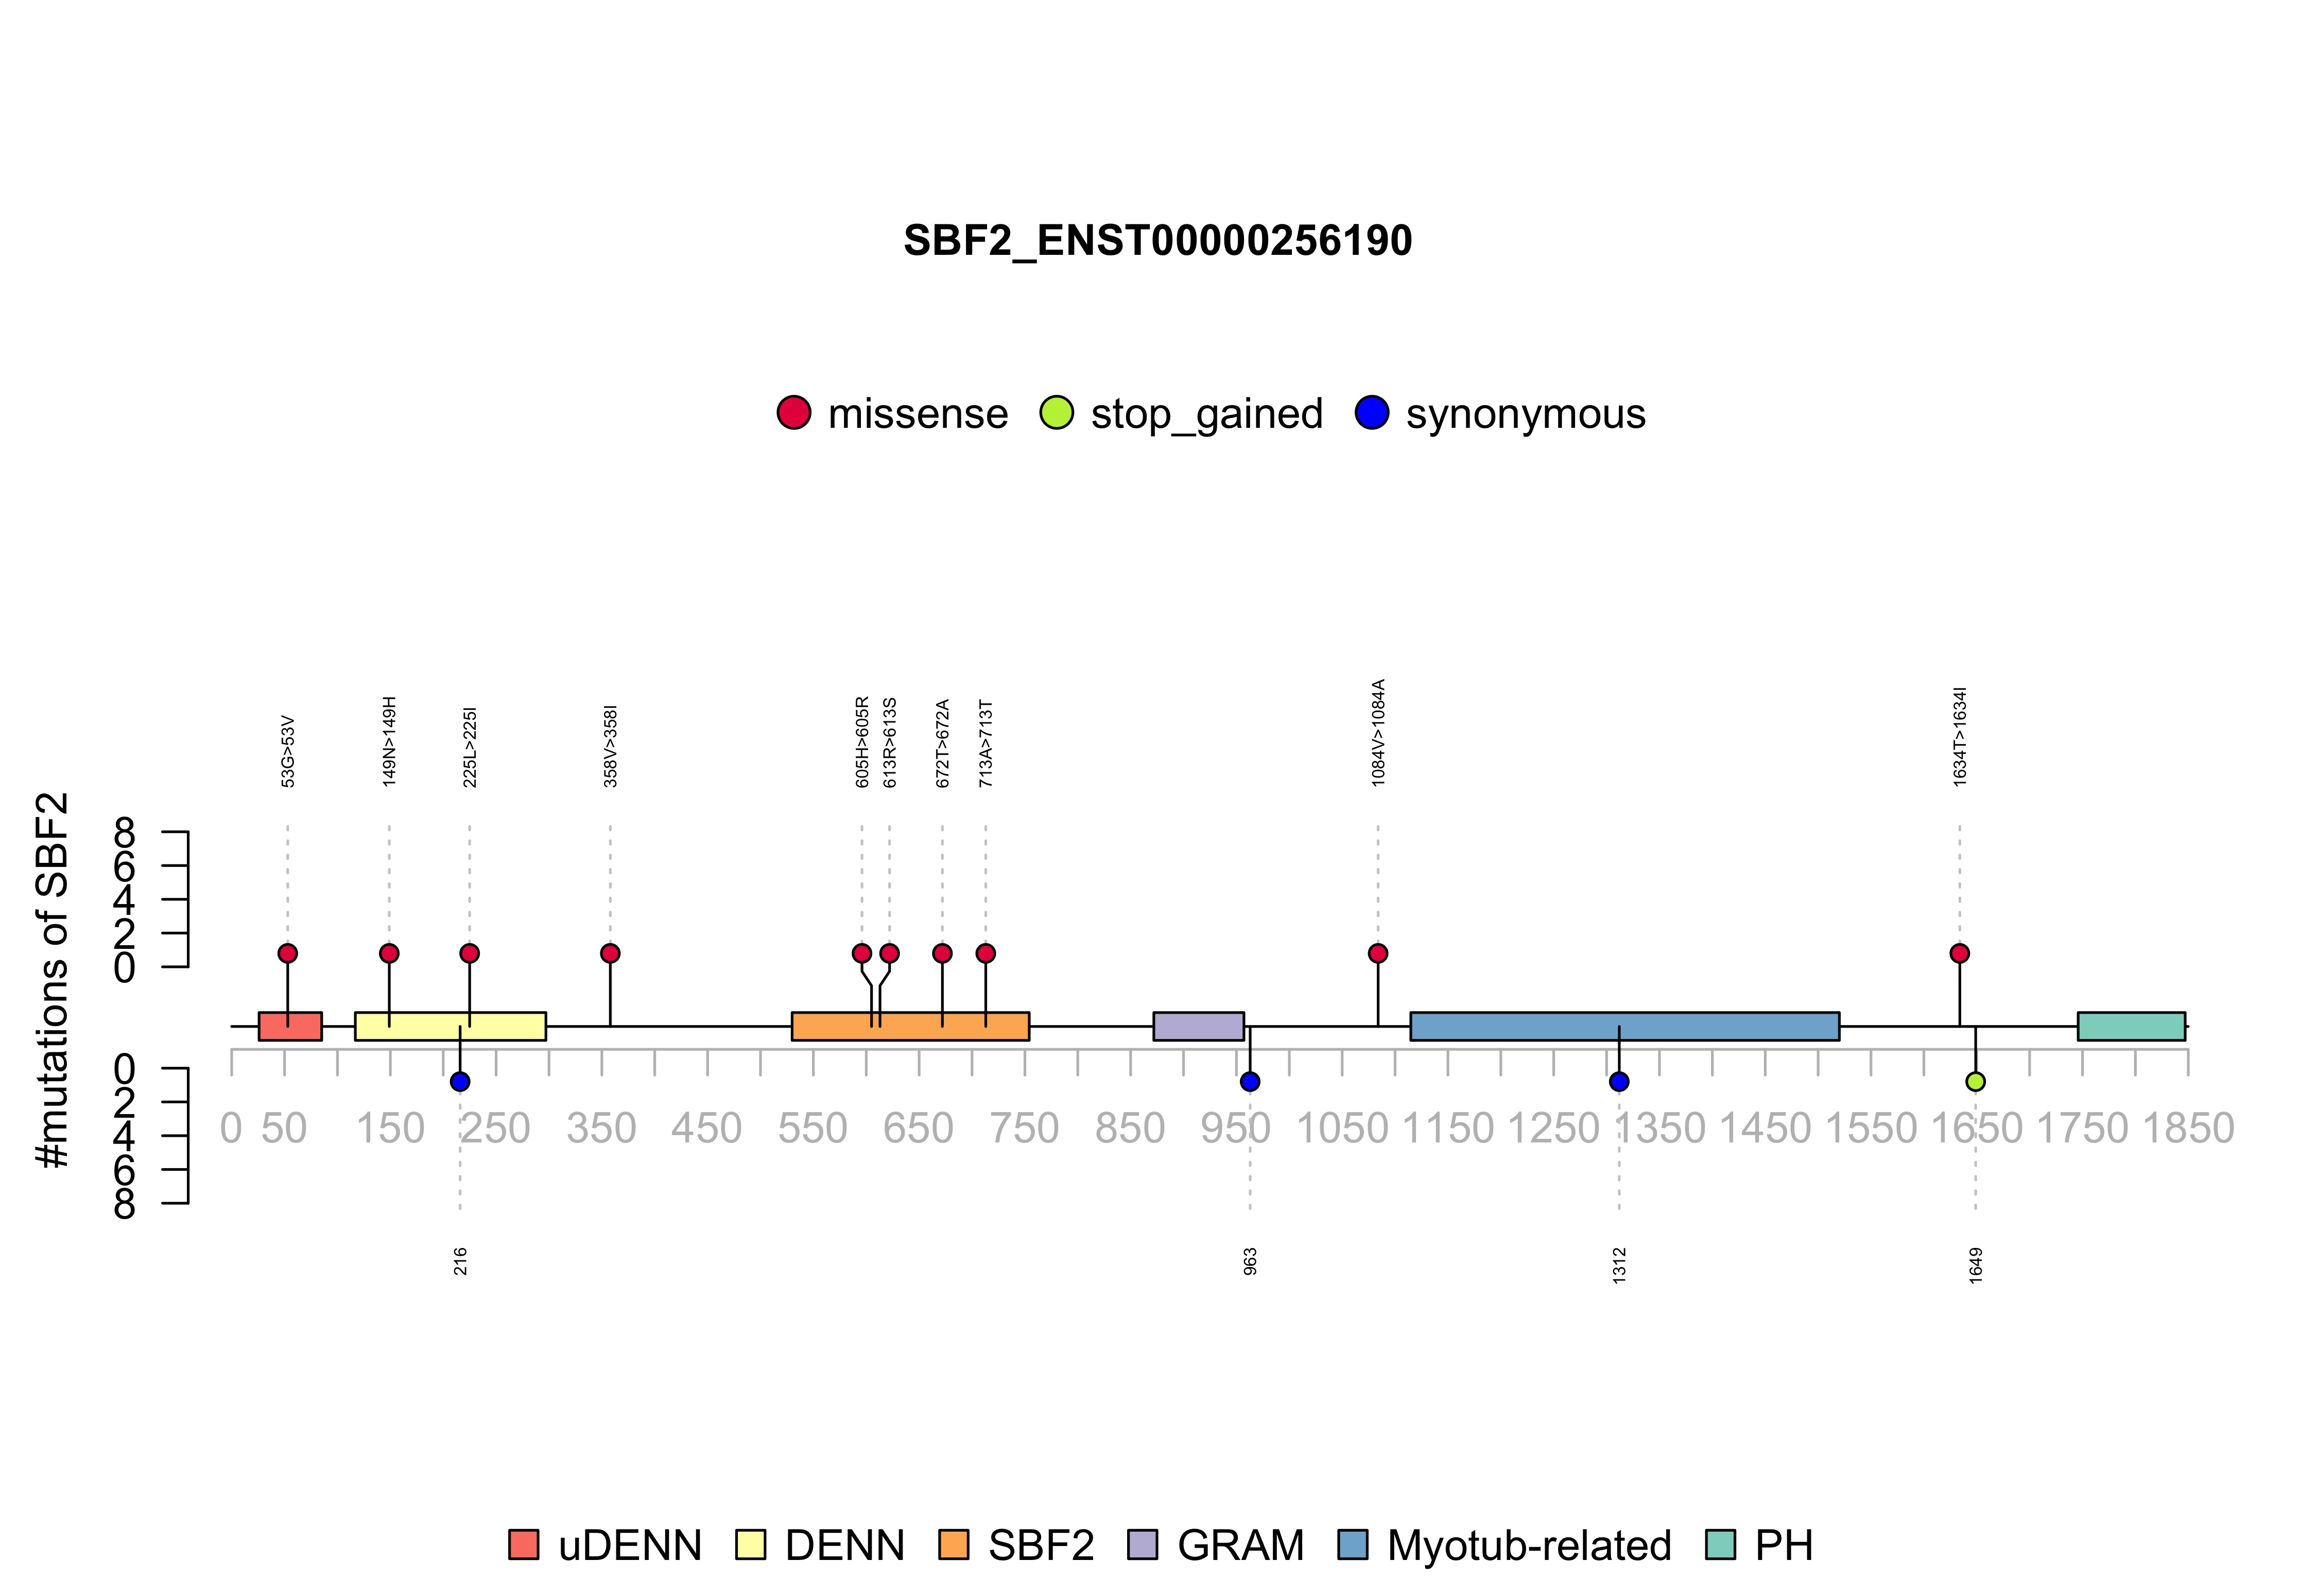 SBF2_ENST00000256190
missense stop_gained synonymous
53G>53V 149N>149H 225L>225I 358V>358I 605H>605R 613R>613S 672T>672A 713A>713T 1084V>1084A 1634T>1634I
#mutations of SBF2
8
6
4
2
0
0
2
4
6
8
0 50 150 250 350 450 550 650 750 850 950 1050 1150 1250 1350 1450 1550 1650 1750 1850
216 963 1312 1649
uDENN DENN SBF2 GRAM Myotub-related PH